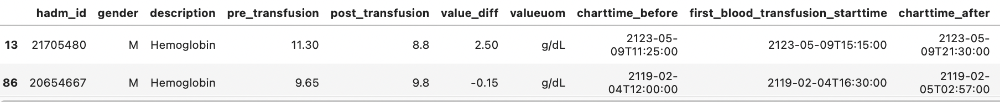 hadm_id gender description pre_transfusion post_transfusion value_diff valueuom charttime_before first_blood_transfusion_starttime charttime_after
13 21705480 M Hemoglobin 11.30 8.8 2.50 g/dL 2123-05-09T11:25:00 2123-05-09T15:15:00 2123-05-09T21:30:00
86 20654667 M Hemoglobin 9.65 9.8 -0.15 g/dL 2119-02-04T12:00:00 2119-02-04T16:30:00 2119-02-05T02:57:00